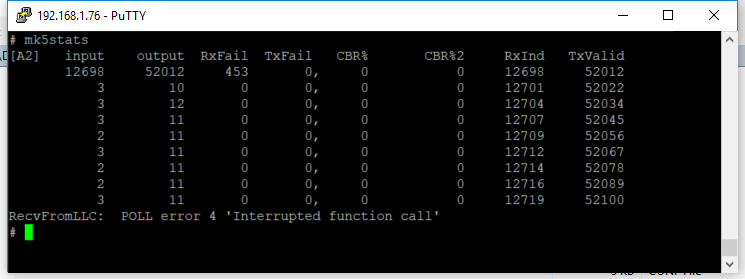 192.168.1.76 - PuTTY
# mk5stats
[A2] input output RxFail TxFail CBR% CBR%2 RxInd TxValid
12698 52012 453 0, 0 0 12698 52012
3 10 0 0, 0 0 12701 52022
3 12 0 0, 0 0 12704 52034
3 11 0 0, 0 0 12707 52045
2 11 0 0, 0 0 12709 52056
3 11 0 0, 0 0 12712 52067
2 11 0 0, 0 0 12714 52078
2 11 0 0, 0 0 12716 52089
3 11 0 0, 0 0 12719 52100
RecvFromLLC: POLL error 4 'Interrupted function call'
#